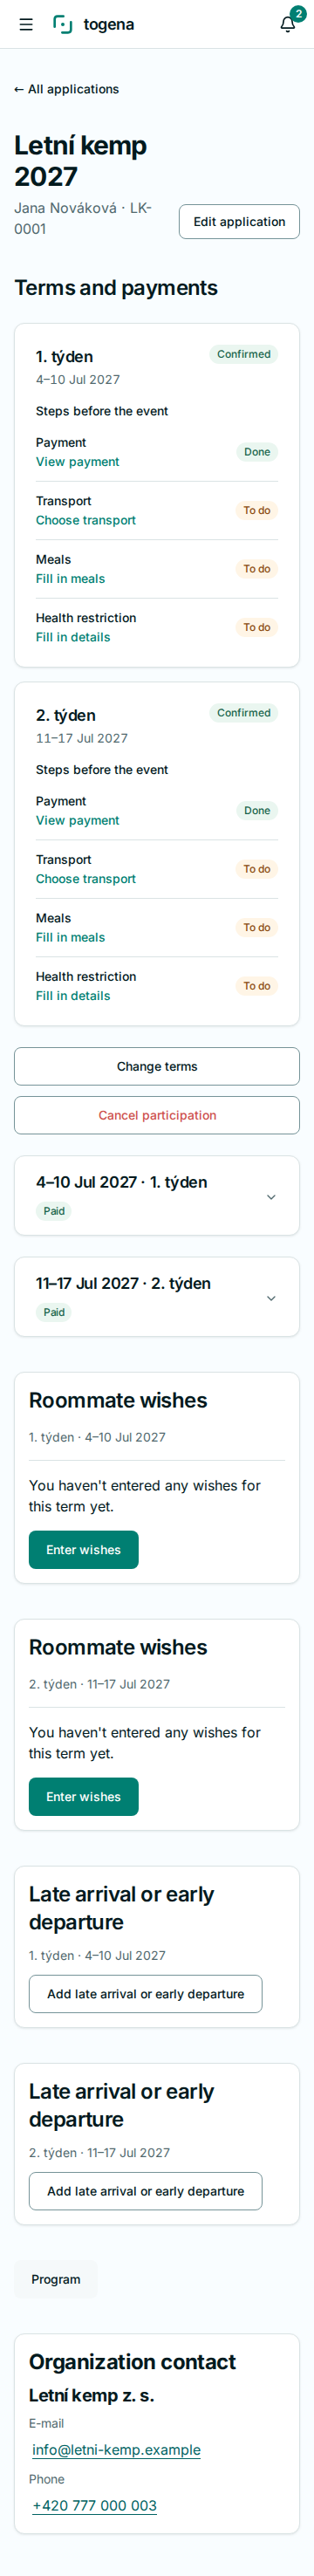 togena
2
← All applications
Letní kemp
2027
Jana Nováková · LK-
0001
Edit application
Terms and payments
1. týden
Confirmed
4–10 Jul 2027
Steps before the event
Payment
View payment
Done
Transport
Choose transport
To do
Meals
Fill in meals
To do
Health restriction
Fill in details
To do
2. týden
Confirmed
11–17 Jul 2027
Steps before the event
Payment
View payment
Done
Transport
Choose transport
To do
Meals
Fill in meals
To do
Health restriction
Fill in details
To do
Change terms
Cancel participation
4–10 Jul 2027 · 1. týden
Paid
11–17 Jul 2027 · 2. týden
Paid
Roommate wishes
1. týden · 4–10 Jul 2027
You haven't entered any wishes for
this term yet.
Enter wishes
Roommate wishes
2. týden · 11–17 Jul 2027
You haven't entered any wishes for
this term yet.
Enter wishes
Late arrival or early
departure
1. týden · 4–10 Jul 2027
Add late arrival or early departure
Late arrival or early
departure
2. týden · 11–17 Jul 2027
Add late arrival or early departure
Program
Organization contact
Letní kemp z. s.
E-mail
info@letni-kemp.example
Phone
+420 777 000 003